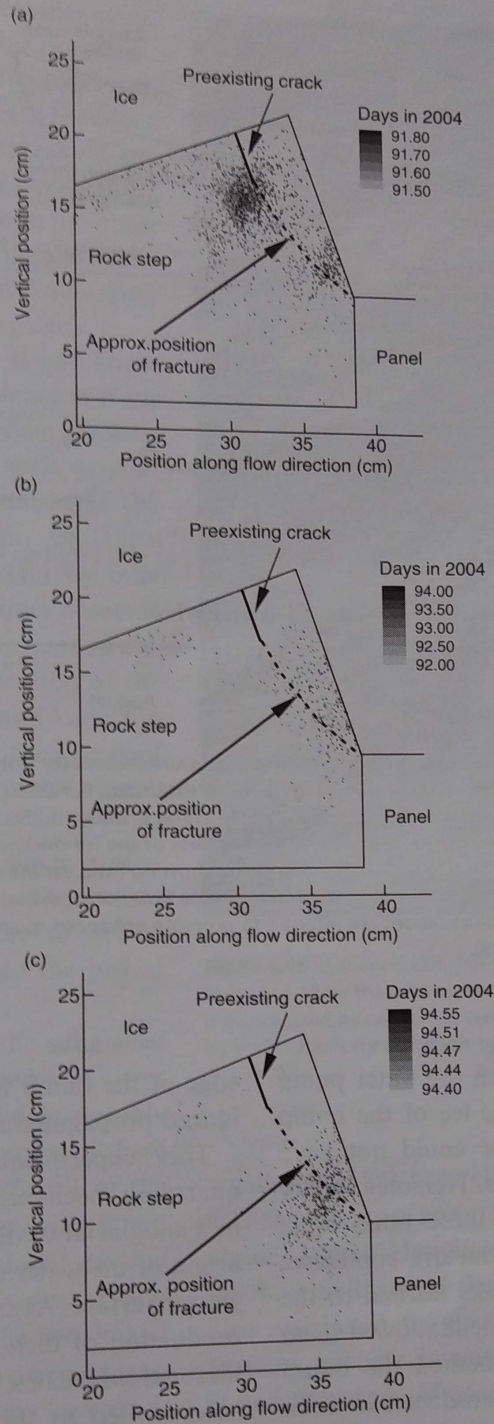 (a)
25
Preexisting crack
Ice
Days in 2004
20
91.80
91.70
91.60
91.50
15
Vertical position (cm)
Rock step
10
Approx.position
of fracture
5
Panel
0
20 25 30 35 40
Position along flow direction (cm)
(b)
25
Preexisting crack
Ice
Days in 2004
20
94.00
93.50
93.00
92.50
92.00
15
Vertical position (cm)
Rock step
10
Approx.position
of fracture
5
Panel
0
20 25 30 35 40
Position along flow direction (cm)
(c)
25
Preexisting crack
Ice
Days in 2004
20
94.55
94.51
94.47
94.44
94.40
15
Vertical position (cm)
Rock step
10
Approx. position
of fracture
5
Panel
0
20 25 30 35 40
Position along flow direction (cm)